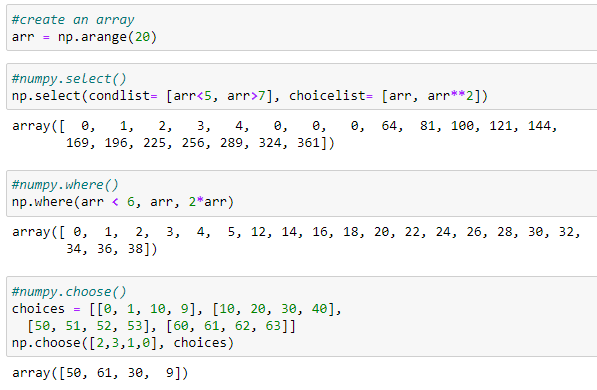 #create an array
arr = np.arange(20)
#numpy.select()
np.select(condlist= [arr<5, arr>7], choicelist= [arr, arr**2])
array([  0,   1,   2,   3,   4,   0,   0,   0,  64,  81, 100, 121, 144,
       169, 196, 225, 256, 289, 324, 361])
#numpy.where()
np.where(arr < 6, arr, 2*arr)
array([ 0,  1,  2,  3,  4,  5, 12, 14, 16, 18, 20, 22, 24, 26, 28, 30, 32,
       34, 36, 38])
#numpy.choose()
choices = [[0, 1, 10, 9], [10, 20, 30, 40],
  [50, 51, 52, 53], [60, 61, 62, 63]]
np.choose([2,3,1,0], choices)
array([50, 61, 30,  9])